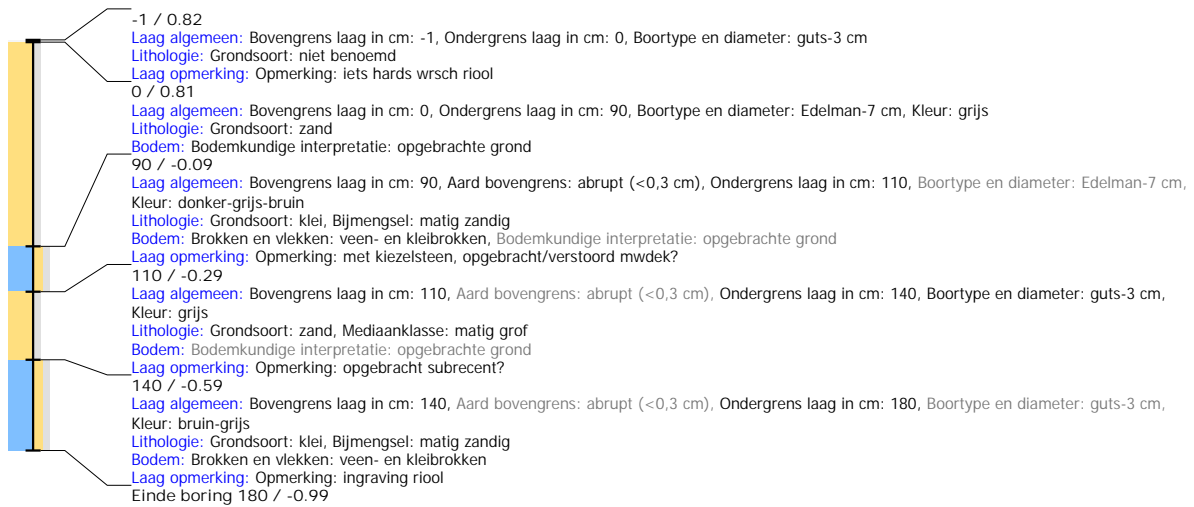 -1 / 0.82
Laag algemeen: Bovengrens laag in cm: -1, Ondergrens laag in cm: 0, Boortype en diameter: guts-3 cm
Lithologie: Grondsoort: niet benoemd
Laag opmerking: Opmerking: iets hards wrsch riool
0 / 0.81
Laag algemeen: Bovengrens laag in cm: 0, Ondergrens laag in cm: 90, Boortype en diameter: Edelman-7 cm, Kleur: grijs
Lithologie: Grondsoort: zand
Bodem: Bodemkundige interpretatie: opgebrachte grond
90 / -0.09
Laag algemeen: Bovengrens laag in cm: 90, Aard bovengrens: abrupt (<0,3 cm), Ondergrens laag in cm: 110, Boortype en diameter: Edelman-7 cm,
Kleur: donker-grijs-bruin
Lithologie: Grondsoort: klei, Bijmengsel: matig zandig
Bodem: Brokken en vlekken: veen- en kleibrokken, Bodemkundige interpretatie: opgebrachte grond
Laag opmerking: Opmerking: met kiezelsteen, opgebracht/verstoord mwdek?
110 / -0.29
Laag algemeen: Bovengrens laag in cm: 110, Aard bovengrens: abrupt (<0,3 cm), Ondergrens laag in cm: 140, Boortype en diameter: guts-3 cm,
Kleur: grijs
Lithologie: Grondsoort: zand, Mediaanklasse: matig grof
Bodem: Bodemkundige interpretatie: opgebrachte grond
Laag opmerking: Opmerking: opgebracht subrecent?
140 / -0.59
Laag algemeen: Bovengrens laag in cm: 140, Aard bovengrens: abrupt (<0,3 cm), Ondergrens laag in cm: 180, Boortype en diameter: guts-3 cm,
Kleur: bruin-grijs
Lithologie: Grondsoort: klei, Bijmengsel: matig zandig
Bodem: Brokken en vlekken: veen- en kleibrokken
Laag opmerking: Opmerking: ingraving riool
Einde boring 180 / -0.99